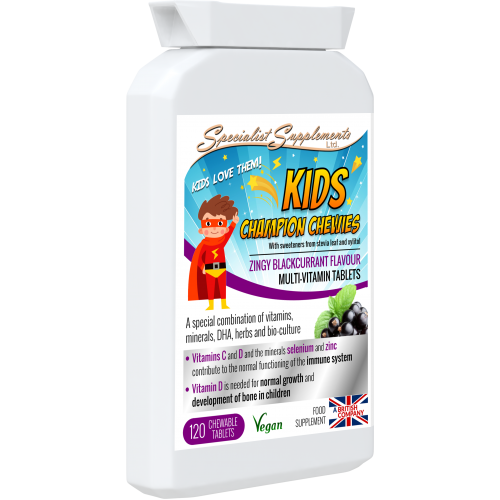 Specialist Supplements
Ltd.
KIDS LOVE THEM!
KIDS
CHAMPION CHEWIES
With sweeteners from stevia leaf and xylitol
ZINGY BLACKCURRANT FLAVOUR
MULTI-VITAMIN TABLETS
A special combination of vitamins,
minerals, DHA, herbs and bio-culture
• Vitamins C and D and the minerals selenium and zinc
contribute to the normal functioning of the immune system
• Vitamin D is needed for normal growth and
development of bone in children
120 CHEWABLE
TABLETS
Vegan
FOOD
SUPPLEMENT
A BRITISH
COMPANY